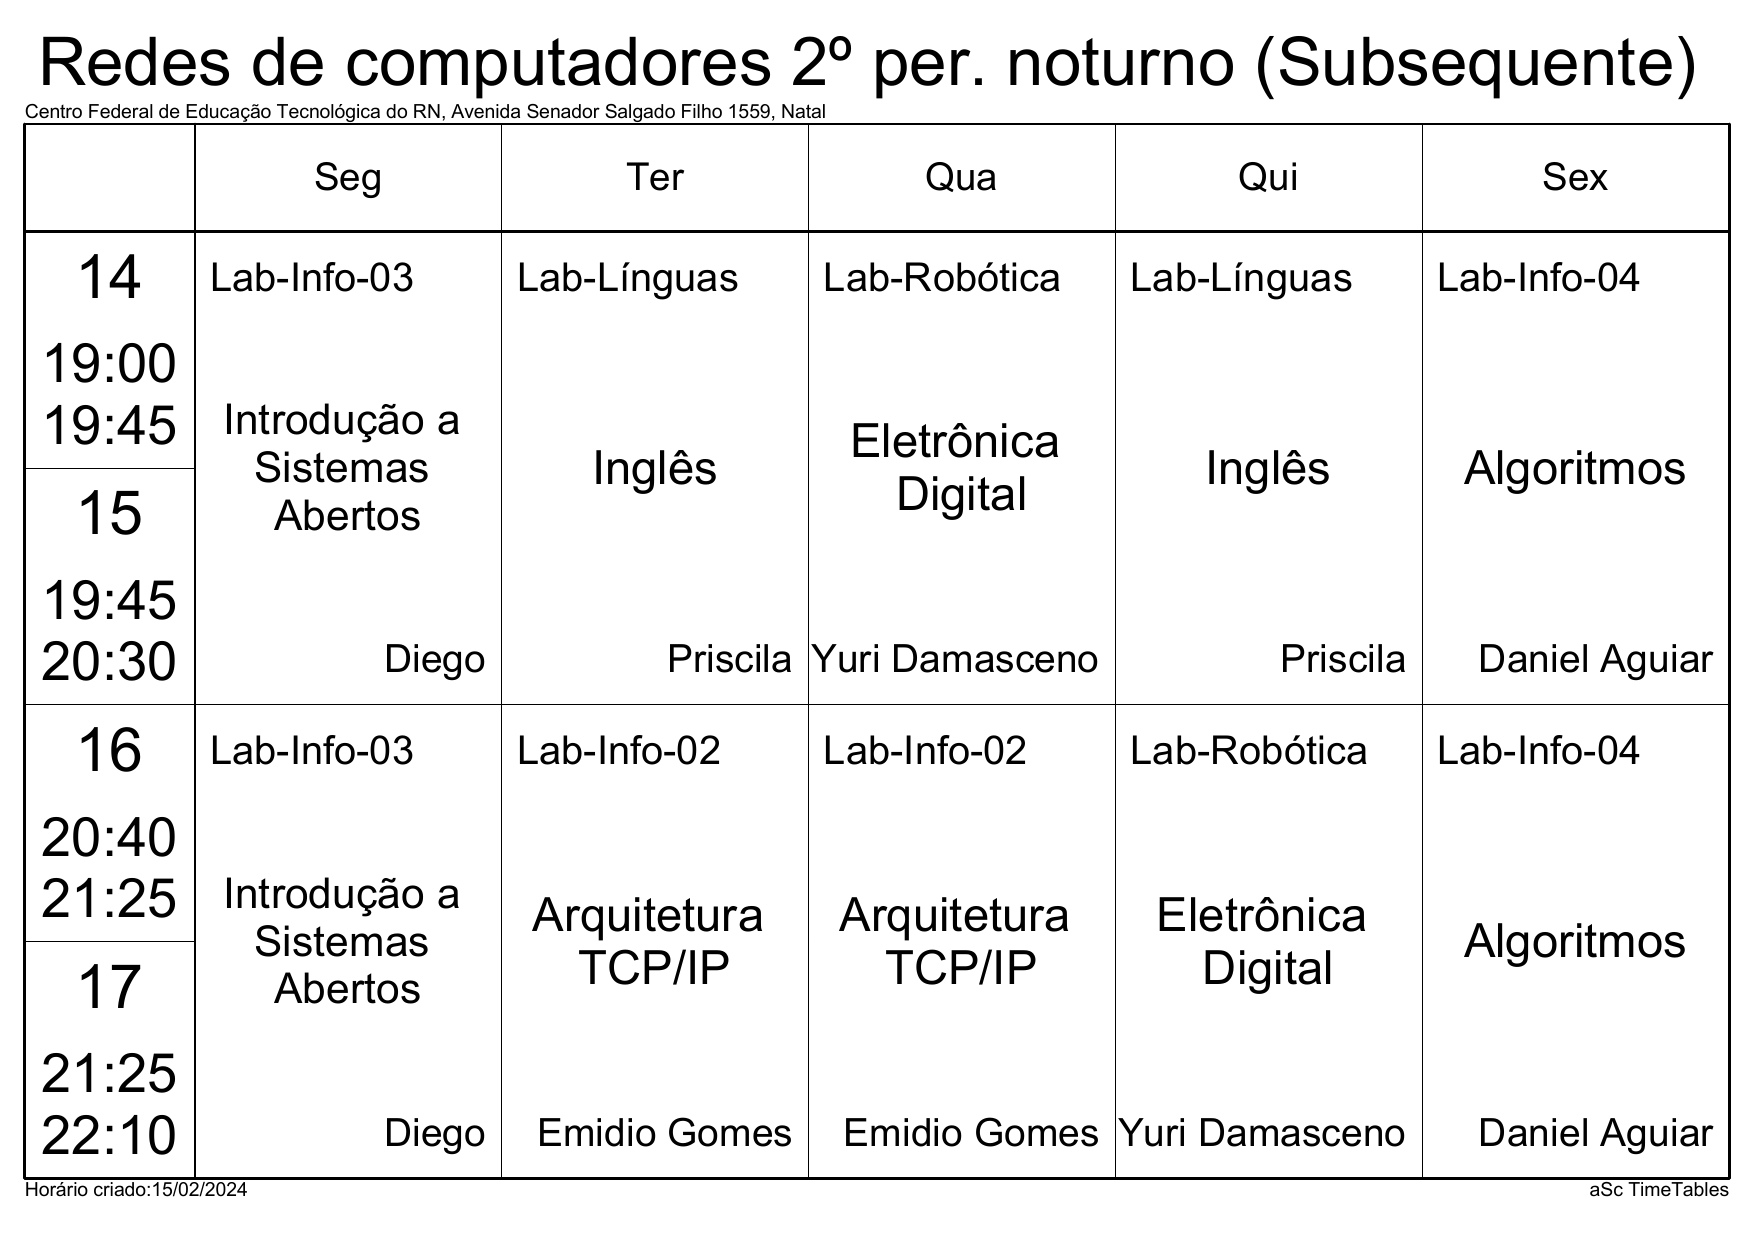 Redes de computadores 2º per. noturno (Subsequente)
Centro Federal de Educação Tecnológica do RN, Avenida Senador Salgado Filho 1559, Natal
Seg Ter Qua Qui Sex
14
19:00
19:45
15
19:45
20:30
Lab-Info-03
Introdução a
Sistemas
Abertos
Diego
Lab-Línguas
Inglês
Priscila
Lab-Robótica
Eletrônica
Digital
Yuri Damasceno
Lab-Línguas
Inglês
Priscila
Lab-Info-04
Algoritmos
Daniel Aguiar
16
20:40
21:25
17
21:25
22:10
Lab-Info-03
Introdução a
Sistemas
Abertos
Diego
Lab-Info-02
Arquitetura
TCP/IP
Emidio Gomes
Lab-Info-02
Arquitetura
TCP/IP
Emidio Gomes
Lab-Robótica
Eletrônica
Digital
Yuri Damasceno
Lab-Info-04
Algoritmos
Daniel Aguiar
Horário criado:15/02/2024
aSc TimeTables